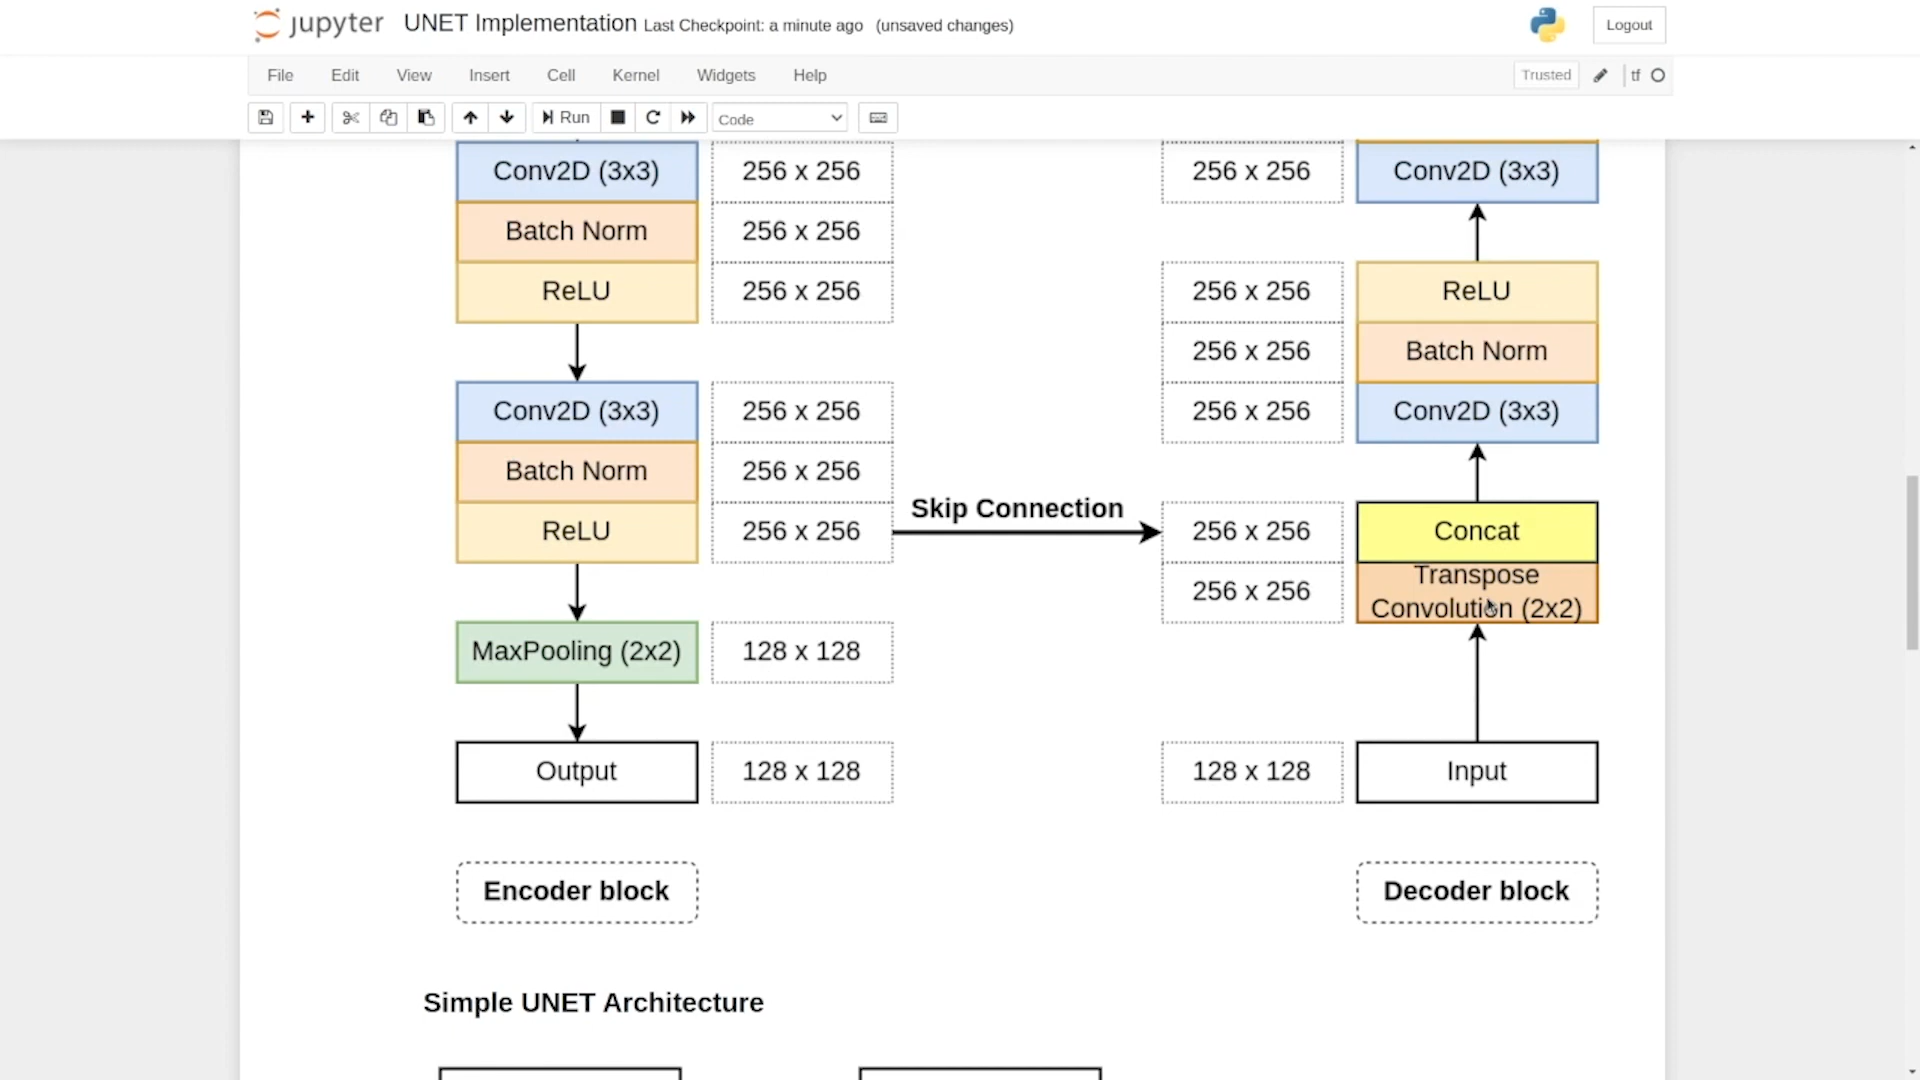 jupyter UNET Implementation Last Checkpoint: a minute ago (unsaved changes) Logout
File Edit View Insert Cell Kernel Widgets Help Trusted tf
Run Code
Conv2D (3x3) 256 x 256 256 x 256 Conv2D (3x3)
Batch Norm 256 x 256
ReLU 256 x 256 256 x 256 ReLU
256 x 256 Batch Norm
Conv2D (3x3) 256 x 256 256 x 256 Conv2D (3x3)
Batch Norm 256 x 256
Skip Connection
ReLU 256 x 256 256 x 256 Concat
256 x 256 Transpose
Convolution (2x2)
MaxPooling (2x2) 128 x 128
Output 128 x 128 128 x 128 Input
Encoder block Decoder block
Simple UNET Architecture